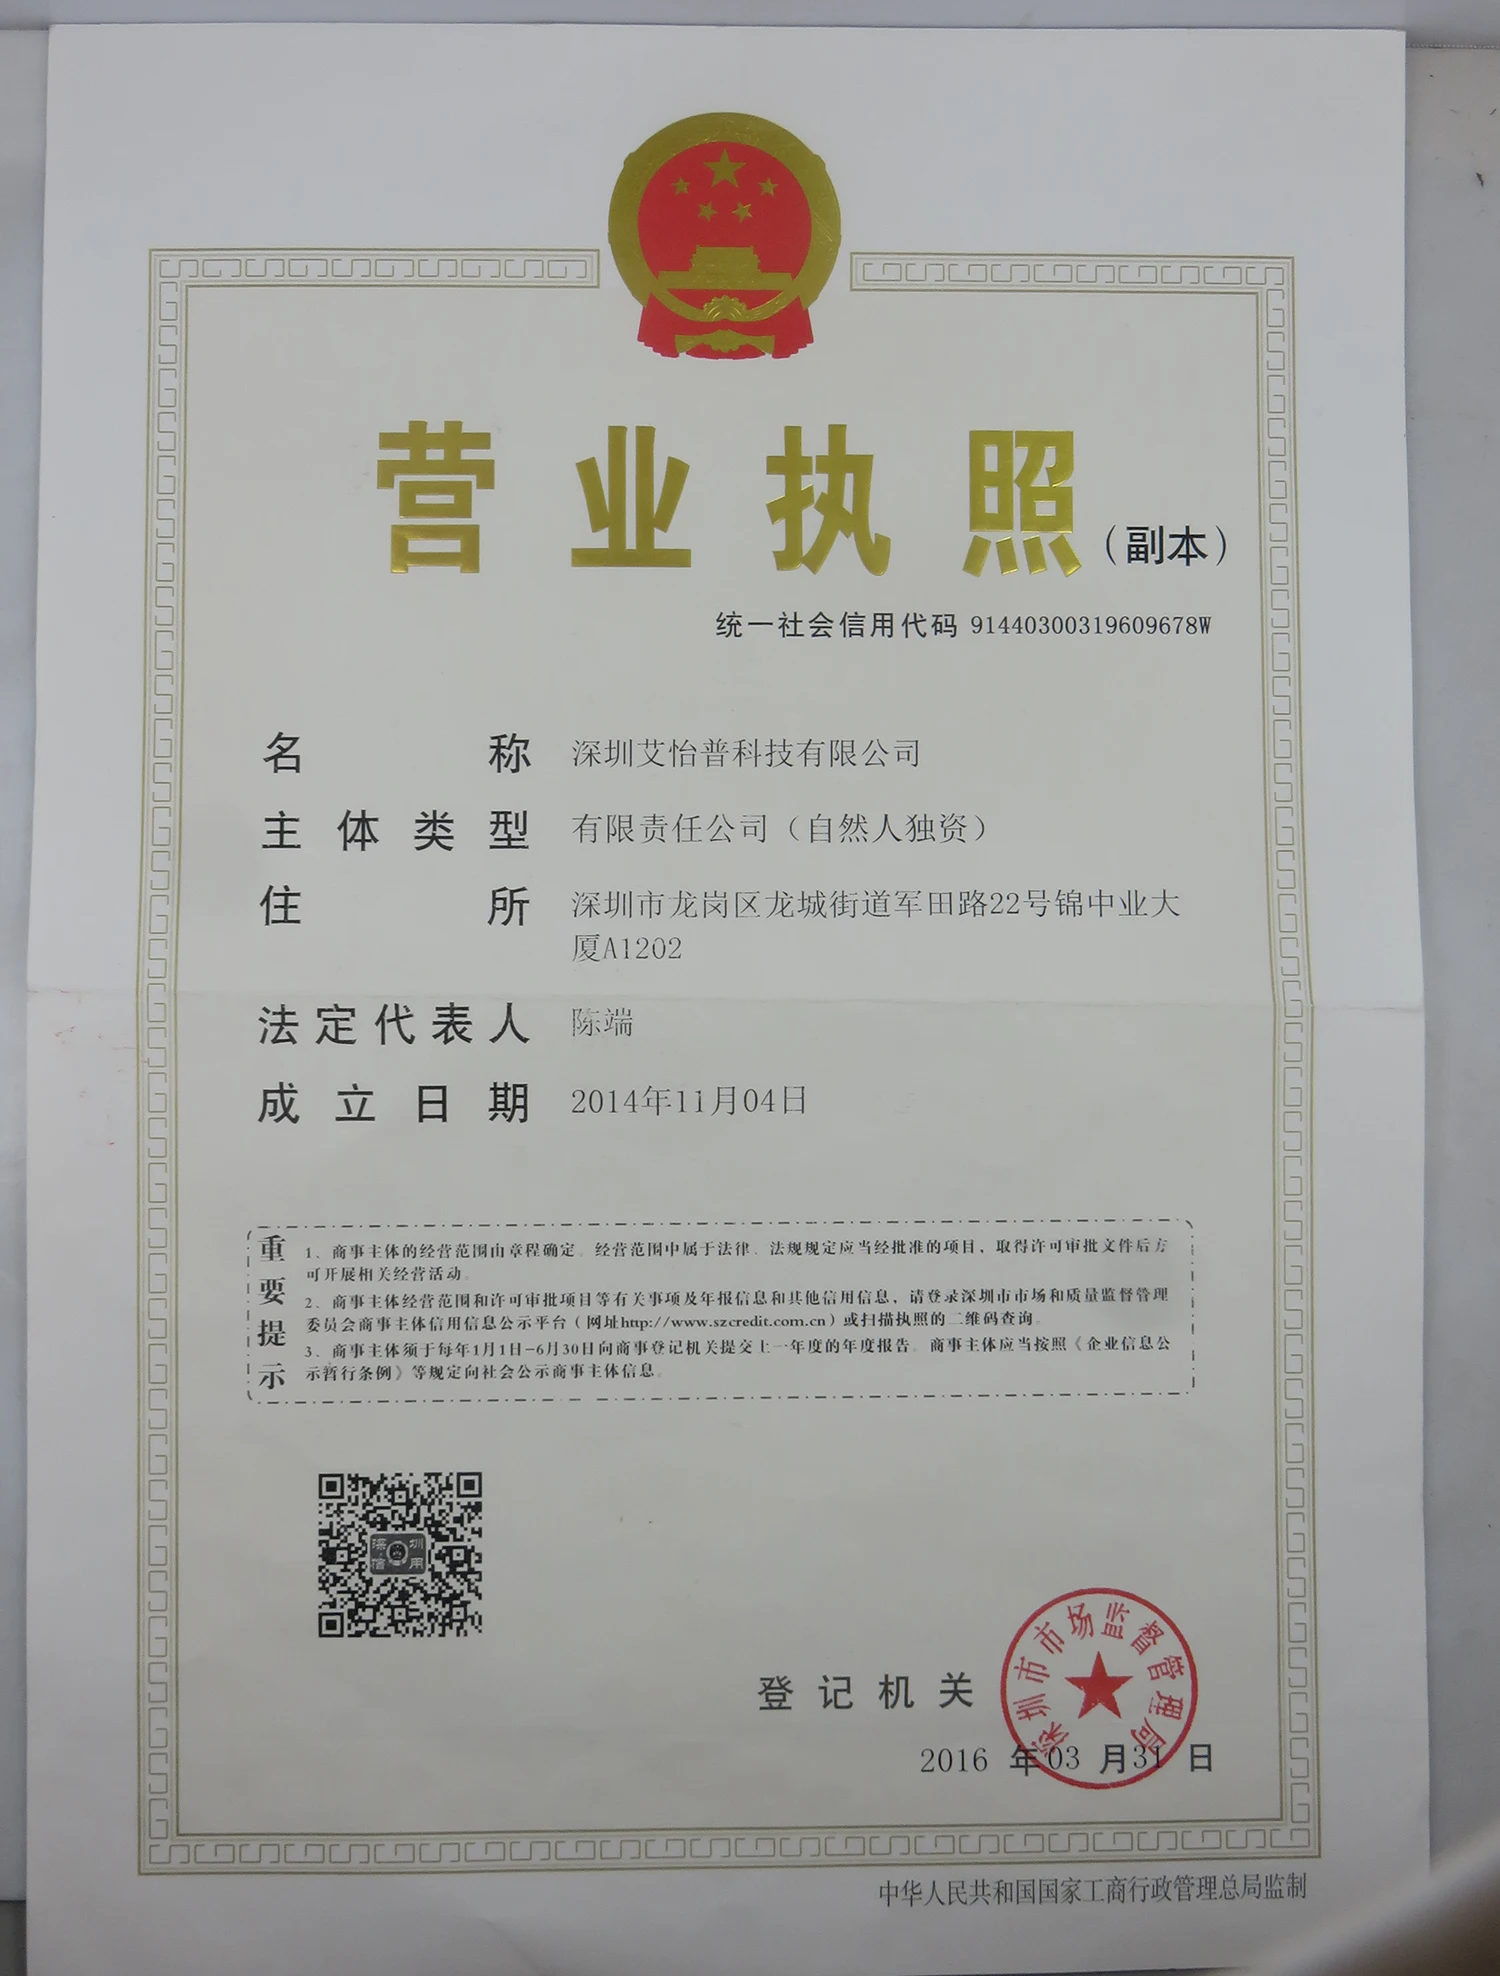 营业执照（副本）
统一社会信用代码 91440300319609678W
名称 深圳艾怡普科技有限公司
主体类型 有限责任公司（自然人独资）
住所 深圳市龙岗区龙城街道军田路22号锦中业大
厦A1202
法定代表人 陈端
成立日期 2014年11月04日
重要提示
1、商事主体的经营范围由章程确定。经营范围中属于法律、法规规定应当经批准的项目，取得许可审批文件后方
可开展相关经营活动。
2、商事主体经营范围和许可审批项目等有关事项及年报信息和其他信用信息，请登录深圳市市场和质量监督管理
委员会商事主体信用信息公示平台（网址http://www.szcredit.com.cn）或扫描执照的二维码查询。
3、商事主体须于每年1月1日-6月30日向商事登记机关提交上一年度的年度报告。商事主体应当按照《企业信息公
示暂行条例》等规定向社会公示商事主体信息。
深圳
信用
登记机关
深圳市市场监督管理局
2016 年 03 月 31 日
中华人民共和国国家工商行政管理总局监制